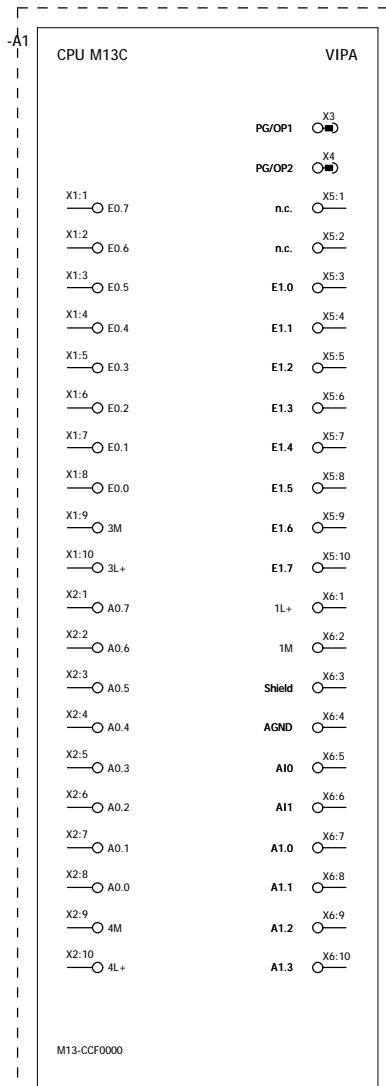 -A1
CPU M13C VIPA
X3
PG/OP1
X4
PG/OP2
X1:1 X5:1
E0.7 n.c.
X1:2 X5:2
E0.6 n.c.
X1:3 X5:3
E0.5 E1.0
X1:4 X5:4
E0.4 E1.1
X1:5 X5:5
E0.3 E1.2
X1:6 X5:6
E0.2 E1.3
X1:7 X5:7
E0.1 E1.4
X1:8 X5:8
E0.0 E1.5
X1:9 X5:9
3M E1.6
X1:10 X5:10
3L+ E1.7
X2:1 X6:1
A0.7 1L+
X2:2 X6:2
A0.6 1M
X2:3 X6:3
A0.5 Shield
X2:4 X6:4
A0.4 AGND
X2:5 X6:5
A0.3 AI0
X2:6 X6:6
A0.2 AI1
X2:7 X6:7
A0.1 A1.0
X2:8 X6:8
A0.0 A1.1
X2:9 X6:9
4M A1.2
X2:10 X6:10
4L+ A1.3
M13-CCF0000